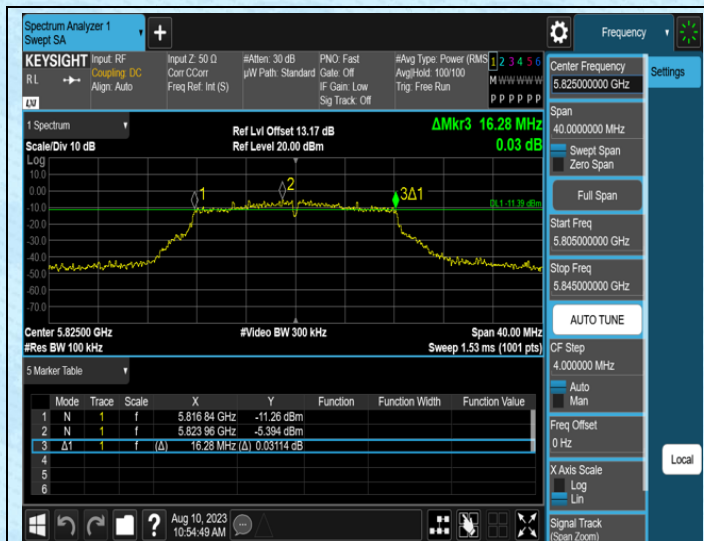 Spectrum Analyzer 1
Swept SA
+
Frequency
KEYSIGHT
RL
LXI
Input: RF
Coupling: DC
Align: Auto
Input Z: 50 Ω
Corr CCorr
Freq Ref: Int (S)
#Atten: 30 dB
µW Path: Standard
PNO: Fast
Gate: Off
IF Gain: Low
Sig Track: Off
#Avg Type: Power (RMS
Avg|Hold: 100/100
Trig: Free Run
1 2 3 4 5 6
M W W W W W
P P P P P P
1 Spectrum
Scale/Div 10 dB
Ref Lvl Offset 13.17 dB
Ref Level 20.00 dBm
ΔMkr3 16.28 MHz
0.03 dB
Log
10.0
0.00
-10.0
-20.0
-30.0
-40.0
-50.0
-60.0
-70.0
1
2
3Δ1
DL1 -11.39 dBm
Center 5.82500 GHz
#Res BW 100 kHz
#Video BW 300 kHz
Span 40.00 MHz
Sweep 1.53 ms (1001 pts)
5 Marker Table
Mode Trace Scale X Y Function Function Width Function Value
1 N 1 f 5.816 84 GHz -11.26 dBm
2 N 1 f 5.823 96 GHz -5.394 dBm
3 Δ1 1 f (Δ) 16.28 MHz (Δ) 0.03114 dB
4
5
6
Aug 10, 2023
10:54:49 AM
Center Frequency
5.825000000 GHz
Span
40.0000000 MHz
Swept Span
Zero Span
Full Span
Start Freq
5.805000000 GHz
Stop Freq
5.845000000 GHz
AUTO TUNE
CF Step
4.000000 MHz
Auto
Man
Freq Offset
0 Hz
X Axis Scale
Log
Lin
Signal Track
(Span Zoom)
Settings
Local